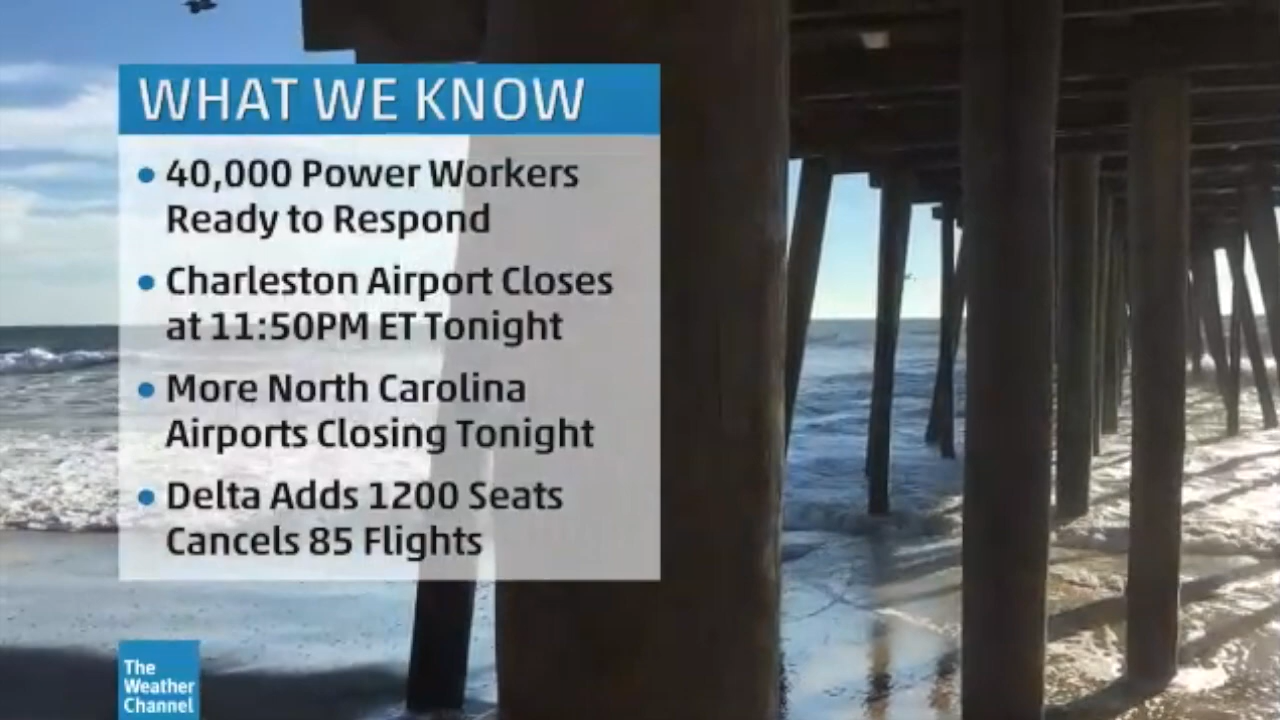 WHAT WE KNOW
40,000 Power Workers
Ready to Respond
Charleston Airport Closes
at 11:50PM ET Tonight
More North Carolina
Airports Closing Tonight
Delta Adds 1200 Seats
Cancels 85 Flights
The
Weather
Channel